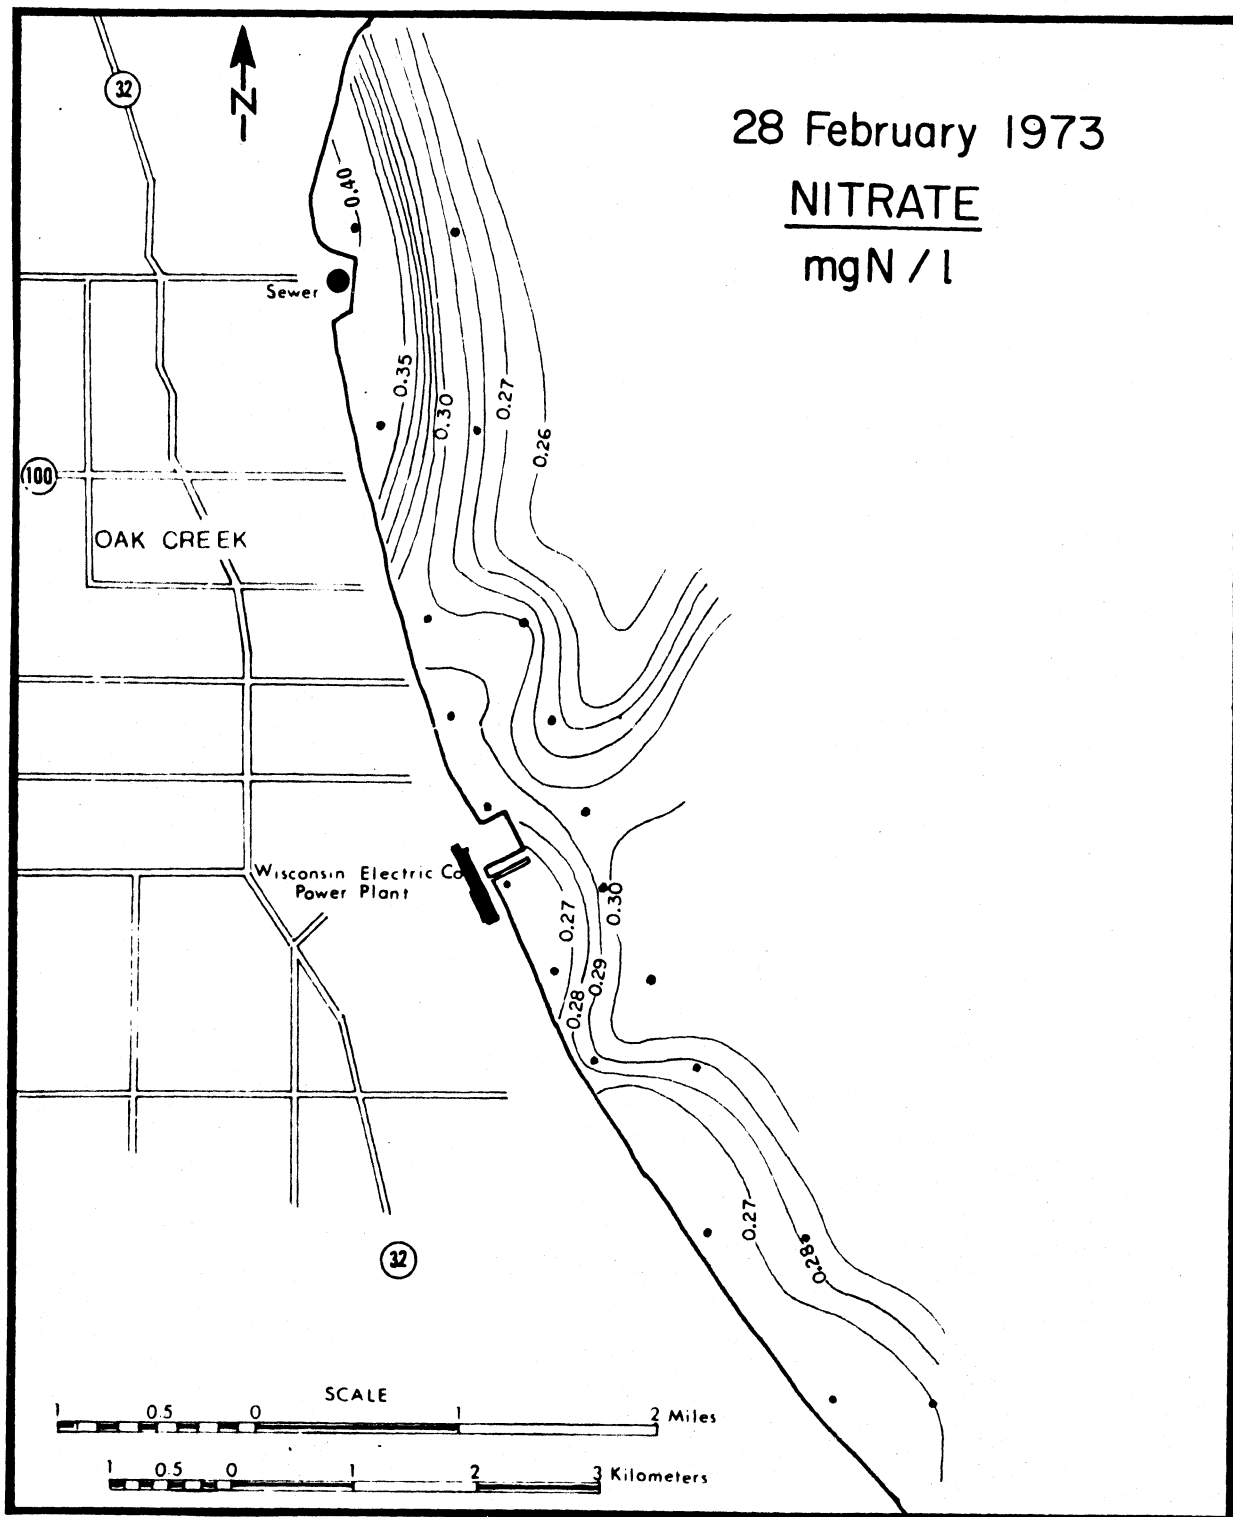 32
N
28 February 1973
NITRATE
mgN / l
0.40
Sewer
0.35
0.30
0.27
0.26
100
OAK CREEK
Wisconsin Electric Co
Power Plant
0.27
0.30
0.29
0.28
0.27
0.28
32
SCALE
1 0.5 0 1 2 Miles
1 0.5 0 1 2 3 Kilometers